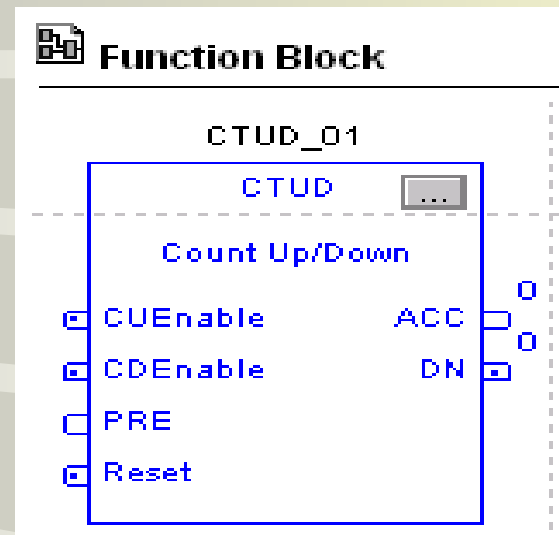 Function Block
CTUD_01
CTUD ...
Count Up/Down
CUEnable ACC 0
CDEnable DN 0
PRE
Reset